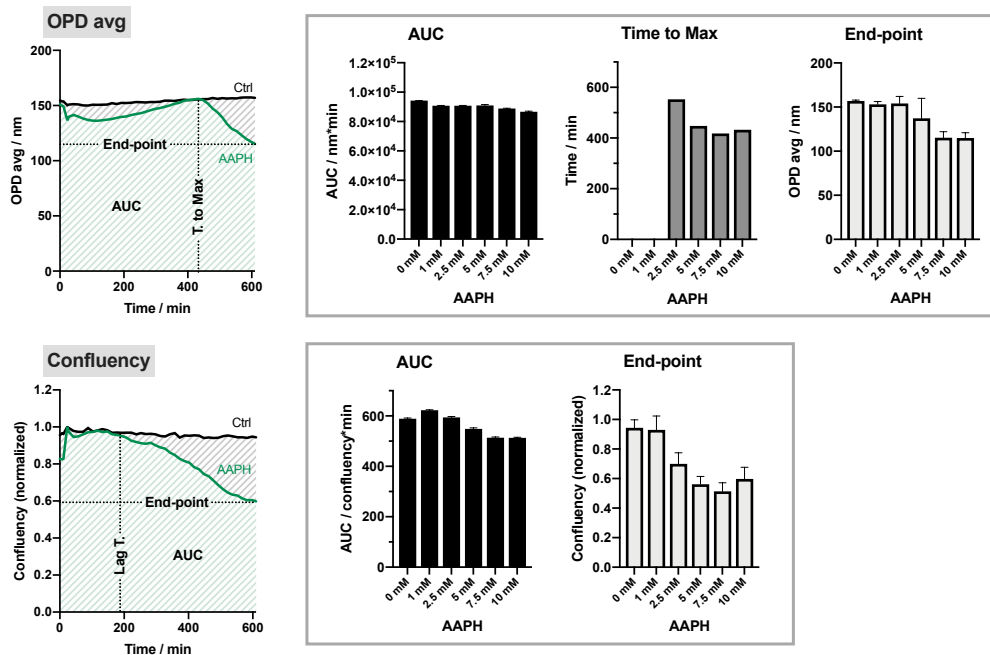 OPD avg
200
150
100
50
0
OPD avg / nm
Ctrl
End-point
AAPH
AUC
T. to Max
0
200
400
600
Time / min
AUC
1.2×10⁵
1.0×10⁵
8.0×10⁴
6.0×10⁴
4.0×10⁴
2.0×10⁴
0.0
AUC / nm*min
0 mM
1 mM
2.5 mM
5 mM
7.5 mM
10 mM
AAPH
Time to Max
600
400
200
0
Time / min
0 mM
1 mM
2.5 mM
5 mM
7.5 mM
10 mM
AAPH
End-point
200
150
100
50
0
OPD avg / nm
0 mM
1 mM
2.5 mM
5 mM
7.5 mM
10 mM
AAPH
Confluency
1.2
1.0
0.8
0.6
0.4
0.2
0.0
Confluency (normalized)
Ctrl
AAPH
End-point
Lag T.
AUC
0
200
400
600
Time / min
AUC
600
400
200
0
AUC / confluency*min
0 mM
1 mM
2.5 mM
5 mM
7.5 mM
10 mM
AAPH
End-point
1.2
1.0
0.8
0.6
0.4
0.2
0.0
Confluency (normalized)
0 mM
1 mM
2.5 mM
5 mM
7.5 mM
10 mM
AAPH